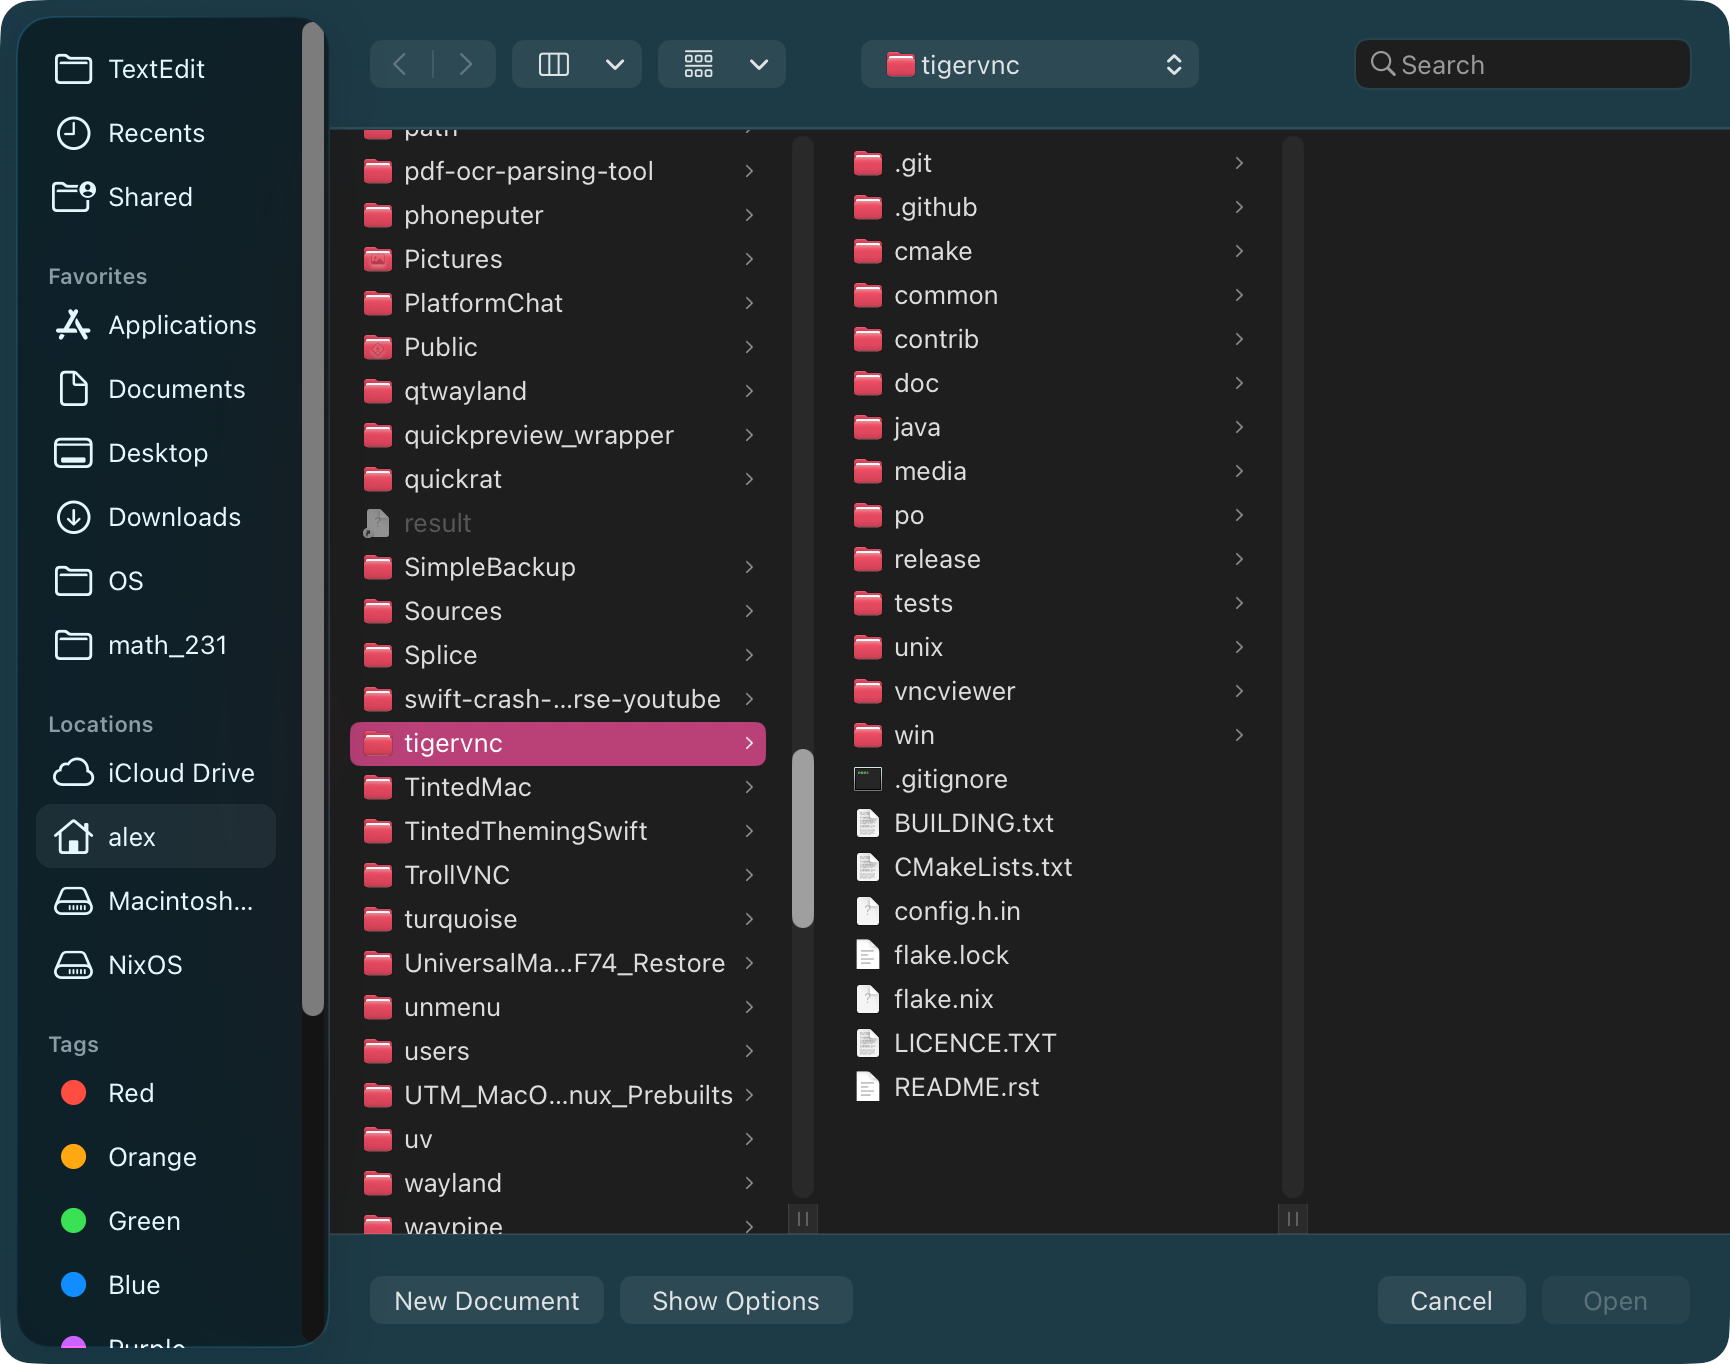 TextEdit
Recents
Shared
Favorites
Applications
Documents
Desktop
Downloads
OS
math_231
Locations
iCloud Drive
alex
Macintosh...
NixOS
Tags
Red
Orange
Green
Blue
Purple
tigervnc
Search
path
pdf-ocr-parsing-tool
phoneputer
Pictures
PlatformChat
Public
qtwayland
quickpreview_wrapper
quickrat
result
SimpleBackup
Sources
Splice
swift-crash-...rse-youtube
tigervnc
TintedMac
TintedThemingSwift
TrollVNC
turquoise
UniversalMa...F74_Restore
unmenu
users
UTM_MacO...nux_Prebuilts
uv
wayland
waypipe
.git
.github
cmake
common
contrib
doc
java
media
po
release
tests
unix
vncviewer
win
.gitignore
BUILDING.txt
CMakeLists.txt
config.h.in
flake.lock
flake.nix
LICENCE.TXT
README.rst
New Document
Show Options
Cancel
Open